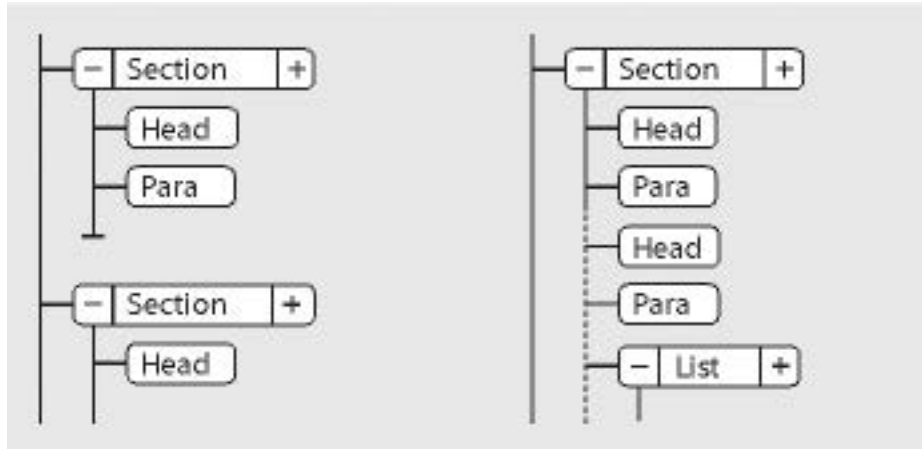 − Section +
Head
Para
− Section +
Head
− Section +
Head
Para
Head
Para
− List +